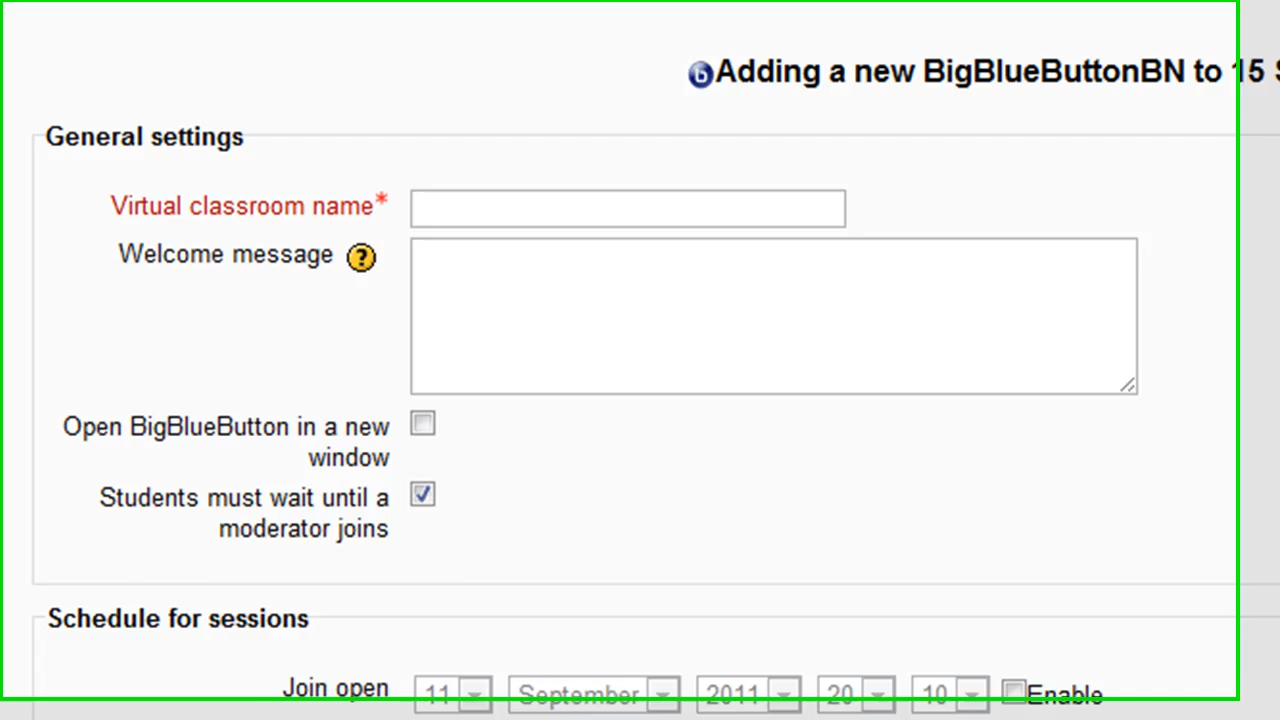 Adding a new BigBlueButtonBN to 15
General settings
Virtual classroom name*
Welcome message
Open BigBlueButton in a new
window
Students must wait until a
moderator joins
Schedule for sessions
Join open 11 September 2011 20 10 Enable